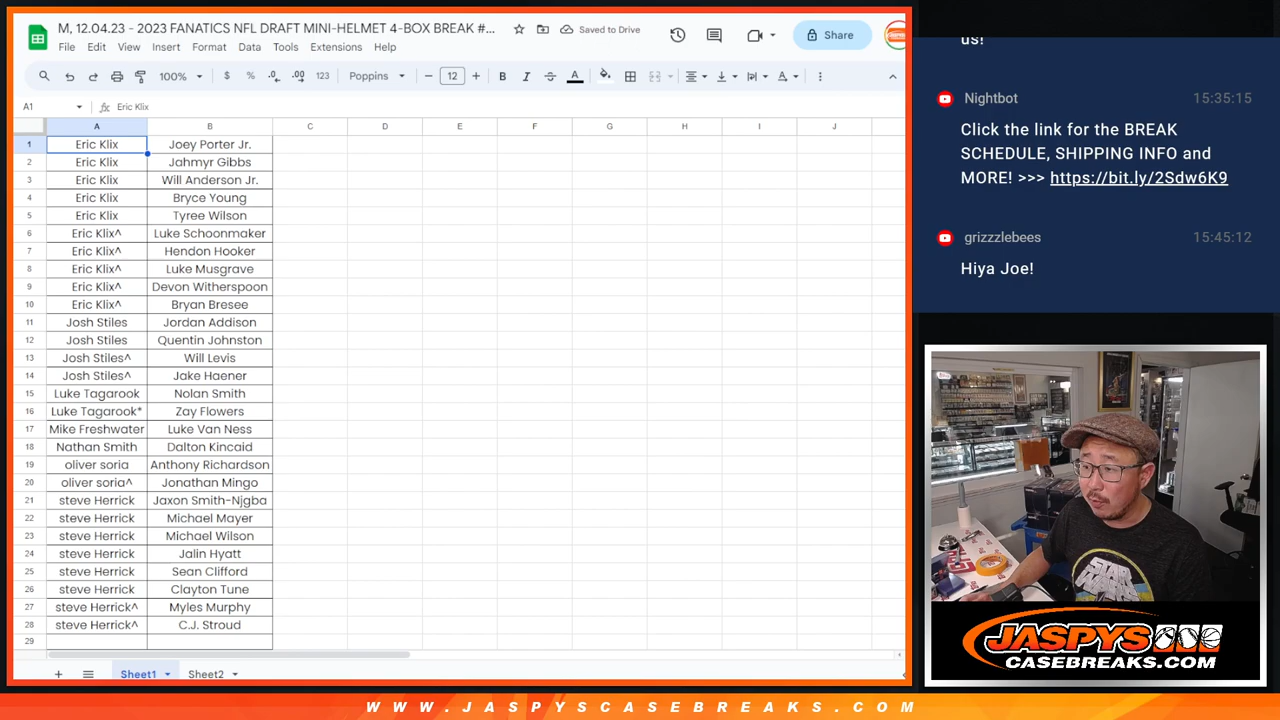 M, 12.04.23 - 2023 FANATICS NFL DRAFT MINI-HELMET 4-BOX BREAK #...
Saved to Drive
Share
File Edit View Insert Format Data Tools Extensions Help
100% $ % .0 .00 123 Poppins 12 B I A
A1 fx Eric Klix
A B C D E F G H I J
1 Eric Klix Joey Porter Jr.
2 Eric Klix Jahmyr Gibbs
3 Eric Klix Will Anderson Jr.
4 Eric Klix Bryce Young
5 Eric Klix Tyree Wilson
6 Eric Klix^ Luke Schoonmaker
7 Eric Klix^ Hendon Hooker
8 Eric Klix^ Luke Musgrave
9 Eric Klix^ Devon Witherspoon
10 Eric Klix^ Bryan Bresee
11 Josh Stiles Jordan Addison
12 Josh Stiles Quentin Johnston
13 Josh Stiles^ Will Levis
14 Josh Stiles^ Jake Haener
15 Luke Tagarook Nolan Smith
16 Luke Tagarook* Zay Flowers
17 Mike Freshwater Luke Van Ness
18 Nathan Smith Dalton Kincaid
19 oliver soria Anthony Richardson
20 oliver soria^ Jonathan Mingo
21 steve Herrick Jaxon Smith-Njgba
22 steve Herrick Michael Mayer
23 steve Herrick Michael Wilson
24 steve Herrick Jalin Hyatt
25 steve Herrick Sean Clifford
26 steve Herrick Clayton Tune
27 steve Herrick^ Myles Murphy
28 steve Herrick^ C.J. Stroud
29
Sheet1 Sheet2
us!
Nightbot 15:35:15
Click the link for the BREAK
SCHEDULE, SHIPPING INFO and
MORE! >>> https://bit.ly/2Sdw6K9
grizzzlebees 15:45:12
Hiya Joe!
STAR
WARS
JASPYS
CASEBREAKS.COM
WWW.JASPYSCASEBREAKS.COM